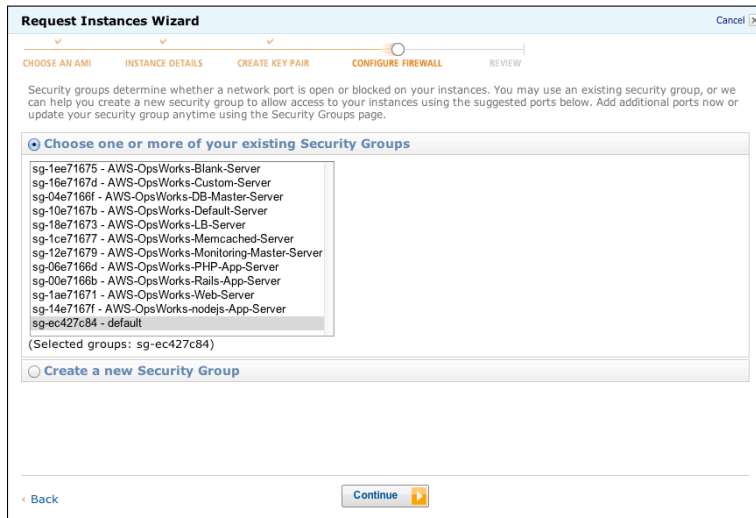 Request Instances Wizard
Cancel
CHOOSE AN AMI INSTANCE DETAILS CREATE KEY PAIR CONFIGURE FIREWALL REVIEW
Security groups determine whether a network port is open or blocked on your instances. You may use an existing security group, or we
can help you create a new security group to allow access to your instances using the suggested ports below. Add additional ports now or
update your security group anytime using the Security Groups page.
Choose one or more of your existing Security Groups
sg-1ee71675 - AWS-OpsWorks-Blank-Server
sg-16e7167d - AWS-OpsWorks-Custom-Server
sg-04e7166f - AWS-OpsWorks-DB-Master-Server
sg-10e7167b - AWS-OpsWorks-Default-Server
sg-18e71673 - AWS-OpsWorks-LB-Server
sg-1ce71677 - AWS-OpsWorks-Memcached-Server
sg-12e71679 - AWS-OpsWorks-Monitoring-Master-Server
sg-06e7166d - AWS-OpsWorks-PHP-App-Server
sg-00e7166b - AWS-OpsWorks-Rails-App-Server
sg-1ae71671 - AWS-OpsWorks-Web-Server
sg-14e7167f - AWS-OpsWorks-nodejs-App-Server
sg-ec427c84 - default
(Selected groups: sg-ec427c84)
Create a new Security Group
Back
Continue